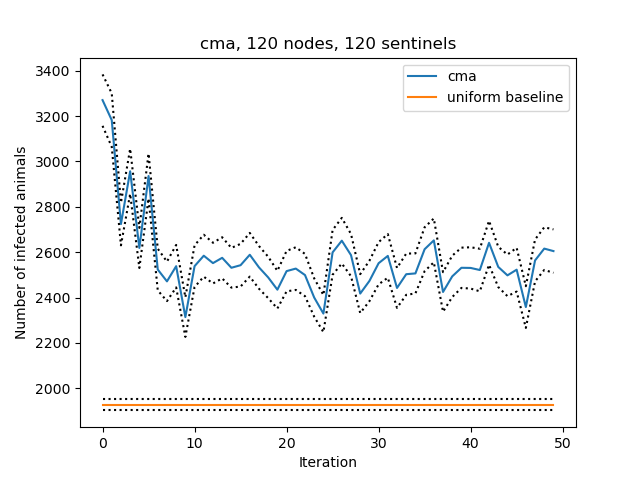 cma, 120 nodes, 120 sentinels
3400
3200
3000
2800
2600
2400
2200
2000
Number of infected animals
cma
uniform baseline
0 10 20 30 40 50
Iteration